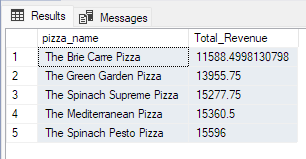 Results Messages
pizza_name Total_Revenue
1 The Brie Carre Pizza 11588.4998130798
2 The Green Garden Pizza 13955.75
3 The Spinach Supreme Pizza 15277.75
4 The Mediterranean Pizza 15360.5
5 The Spinach Pesto Pizza 15596